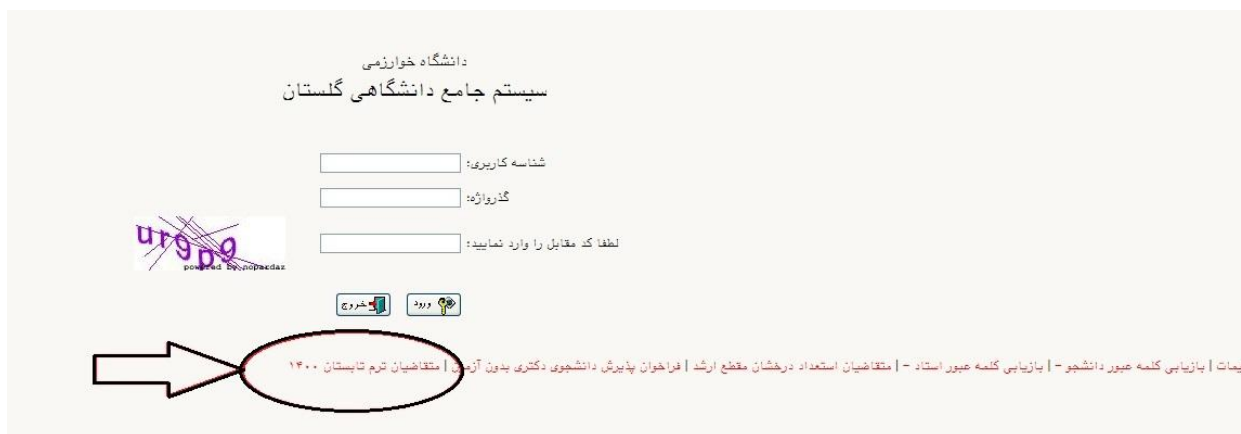 دانشگاه خوارزمی
سیستم جامع دانشگاهی گلستان
شناسه کاربری:
گذرواژه:
لطفا کد مقابل را وارد نمایید:
ur9p9
powered by nopardaz
ورود
خروج
یمات | بازیابی کلمه عبور دانشجو - | بازیابی کلمه عبور استاد - | متقاضیان استعداد درخشان مقطع ارشد | فراخوان پذیرش دانشجوی دکتری بدون آزمون | متقاضیان ترم تابستان ۱۴۰۰